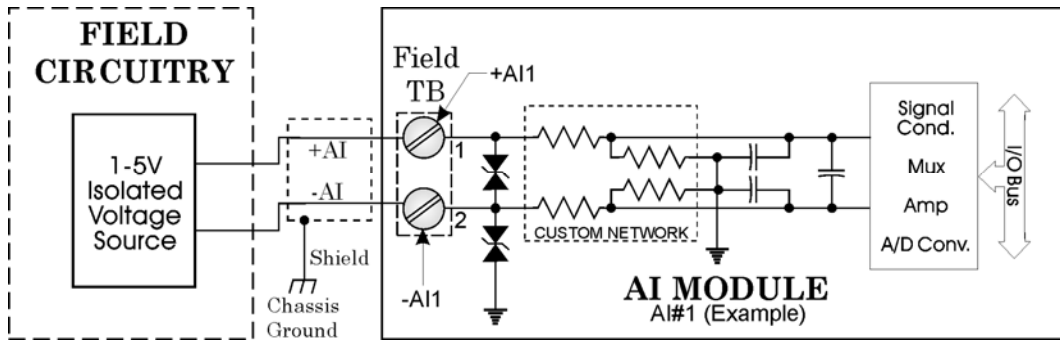 FIELD
CIRCUITRY
1-5V
Isolated
Voltage
Source
+AI
-AI
Shield
Chassis
Ground
Field
TB
+AI1
1
2
-AI1
CUSTOM NETWORK
AI MODULE
AI#1 (Example)
Signal
Cond.
Mux
Amp
A/D Conv.
I/O Bus